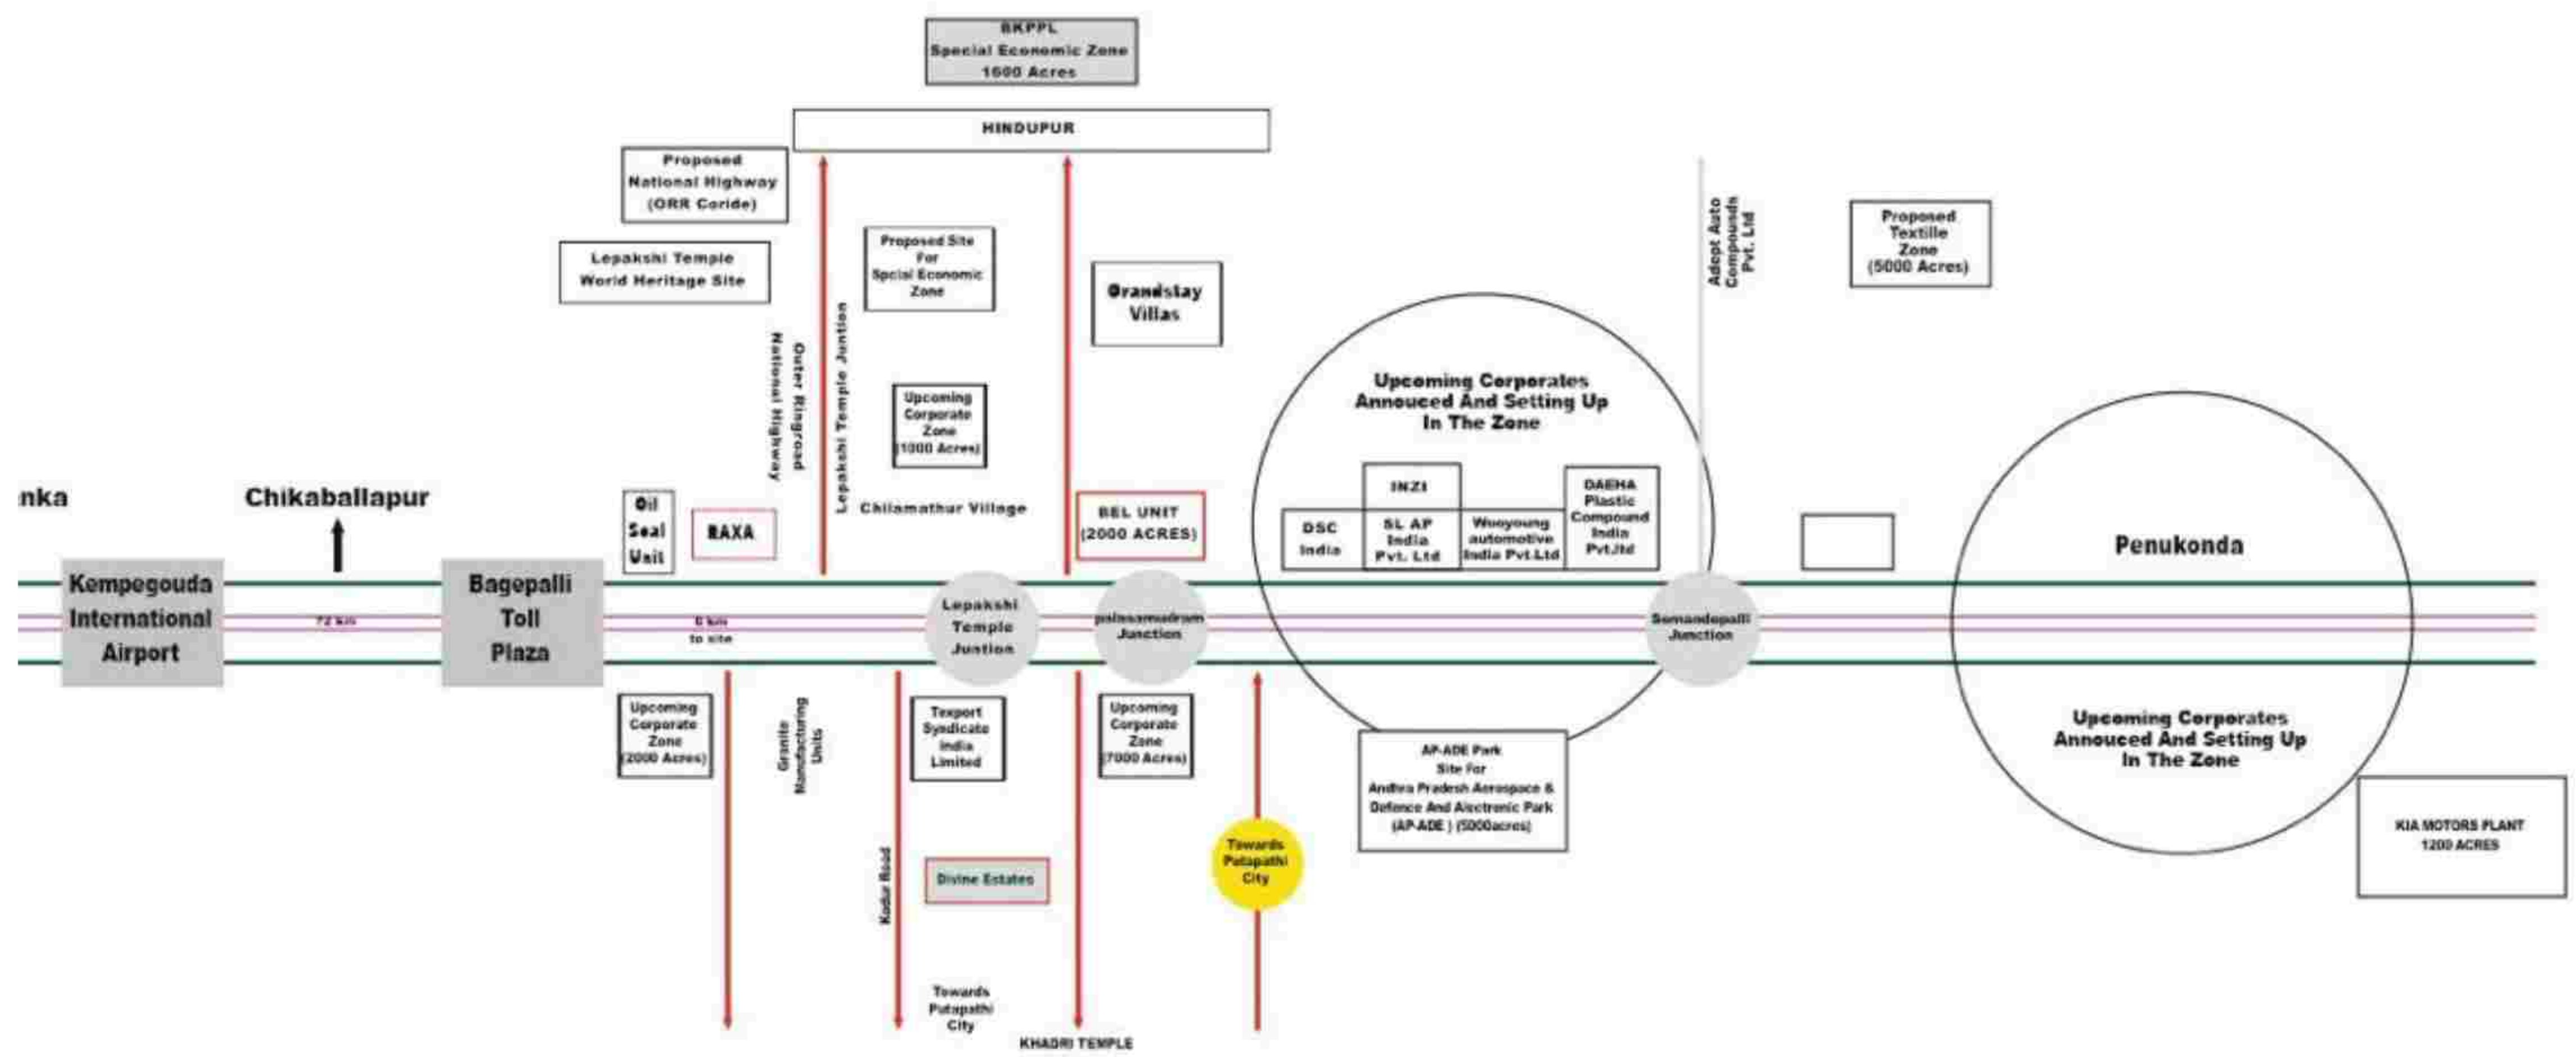 BKPPL
Special Economic Zone
1600 Acres
HINDUPUR
Proposed
National Highway
(ORR Coride)
Lepakshi Temple
World Heritage Site
Outer Ringroad
National Highway
Lepakshi Temple Juntion
Proposed Site
For
Spcial Economic
Zone
Upcoming
Corporate
Zone
(1000 Acres)
Chilamathur Village
Grandstay
Villas
BEL UNIT
(2000 ACRES)
Adept Auto
Compounds
Pvt. Ltd
Proposed
Textille
Zone
(5000 Acres)
Upcoming Corporates
Annouced And Setting Up
In The Zone
INZI
DSC
India
SL AP
India
Pvt. Ltd
Wooyoung
automotive
India Pvt.Ltd
DAEHA
Plastic
Compound
India
Pvt.ltd
Penukonda
nka
Chikaballapur
Oil
Seal
Unit
RAXA
Kempegouda
International
Airport
72 km
Bagepalli
Toll
Plaza
km
to site
Lepakshi
Temple
Juntion
palasamudram
Junction
Somandepalli
Junction
Upcoming
Corporate
Zone
(2000 Acres)
Granite
Manufacturing
Units
Texport
Syndicate
India
Limited
Upcoming
Corporate
Zone
(7000 Acres)
Kodur Road
Divine Estates
Towards
Putapathi
City
Towards
Putapathi
City
KHADRI TEMPLE
AP-ADE Park
Site For
Andhra Pradesh Aerospace &
Defence And Alectronic Park
(AP-ADE ) (5000acres)
Upcoming Corporates
Annouced And Setting Up
In The Zone
KIA MOTORS PLANT
1200 ACRES